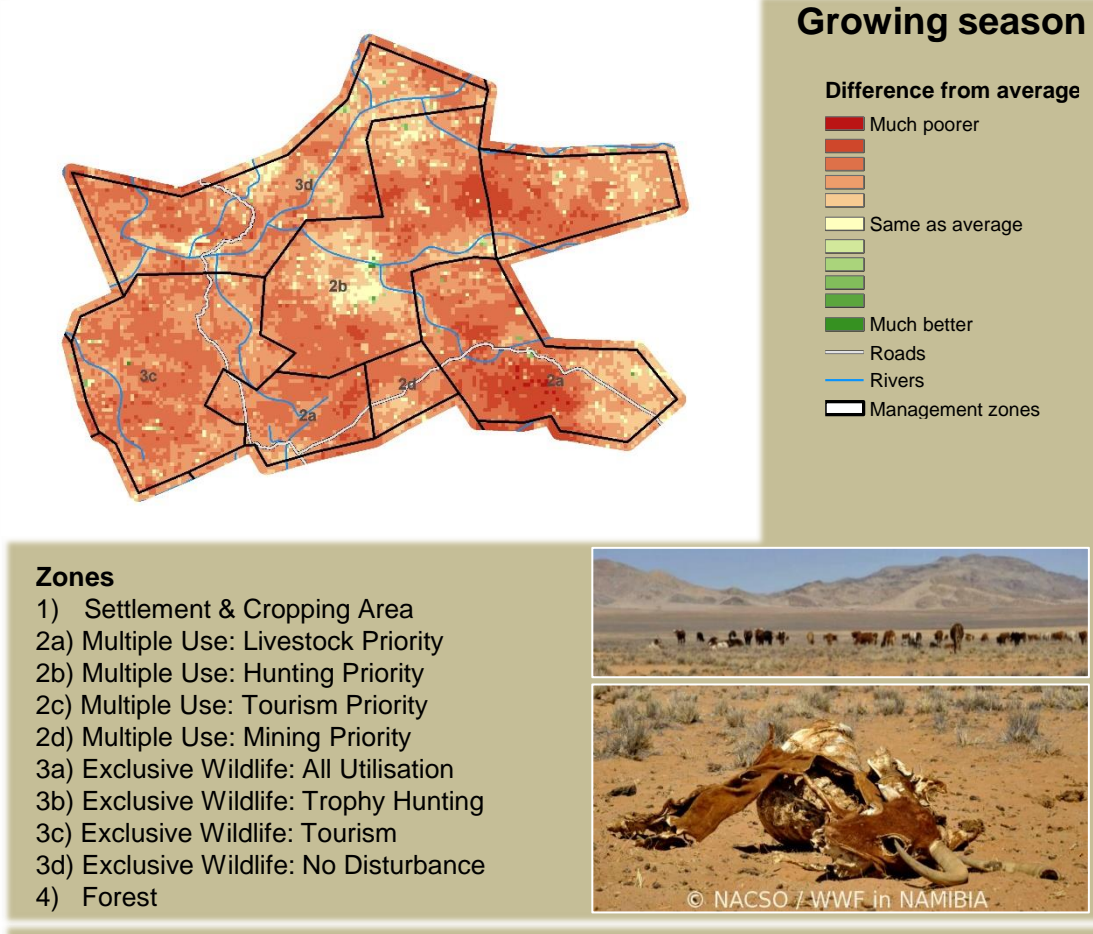 Growing season
Difference from average
Much poorer
Same as average
Much better
Roads
Rivers
Management zones
3d
2b
3c
2d
2a
2a
Zones
1) Settlement & Cropping Area
2a) Multiple Use: Livestock Priority
2b) Multiple Use: Hunting Priority
2c) Multiple Use: Tourism Priority
2d) Multiple Use: Mining Priority
3a) Exclusive Wildlife: All Utilisation
3b) Exclusive Wildlife: Trophy Hunting
3c) Exclusive Wildlife: Tourism
3d) Exclusive Wildlife: No Disturbance
4) Forest
© NACSO / WWF in NAMIBIA